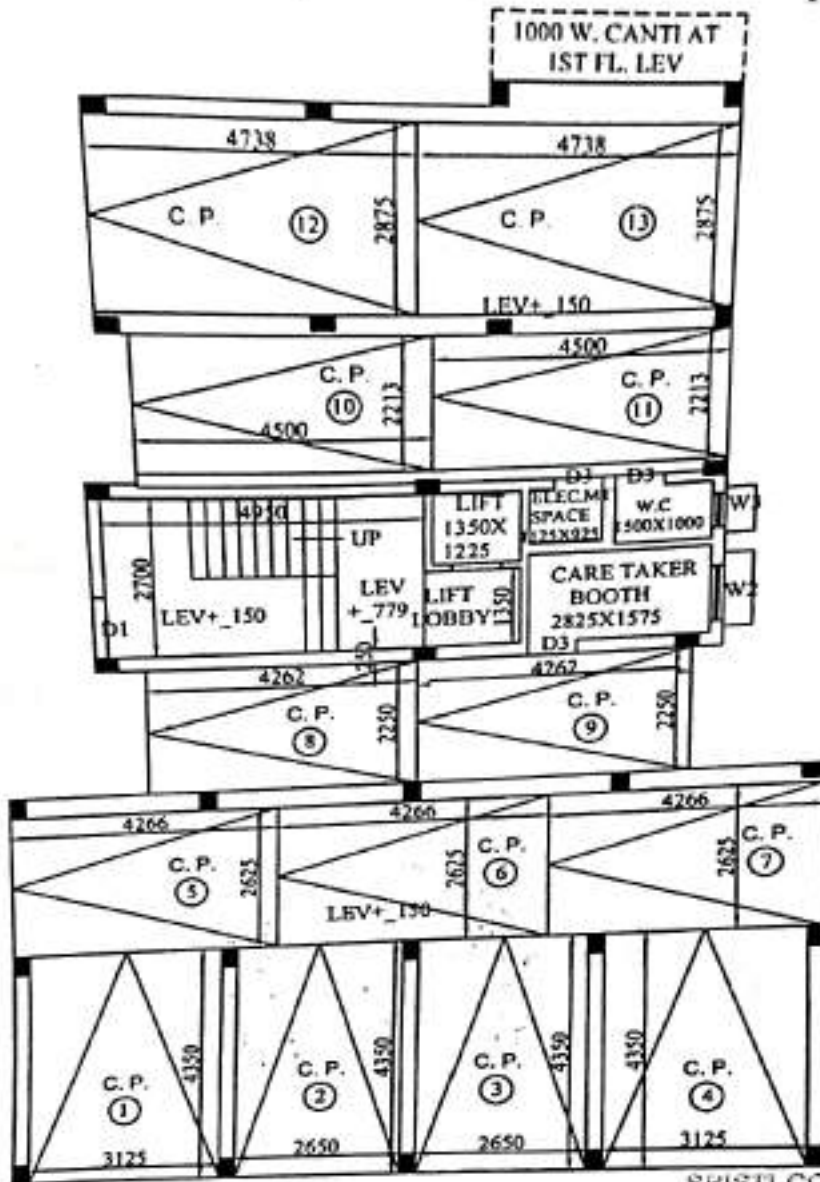 1000 W. CANTI AT
1ST FL. LEV
4738
4738
C. P.
12
2875
C. P.
13
2875
LEV+_150
4500
C. P.
10
2213
C. P.
11
2213
4500
D3
D3
4950
UP
LIFT
1350X
1225
SPACE
W.C
1500X1000
W3
2700
LEV+_150
D1
LEV
+_779
LIFT
LOBBY
1350
CARE TAKER
BOOTH
2825X1575
W2
D3
4262
4262
C. P.
8
2250
C. P.
9
2250
4266
4266
4266
C. P.
5
2625
2625
C. P.
6
2625
C. P.
7
LEV+_150
C. P.
1
4350
C. P.
2
4350
C. P.
3
4350
4350
C. P.
4
3125
2650
2650
3125